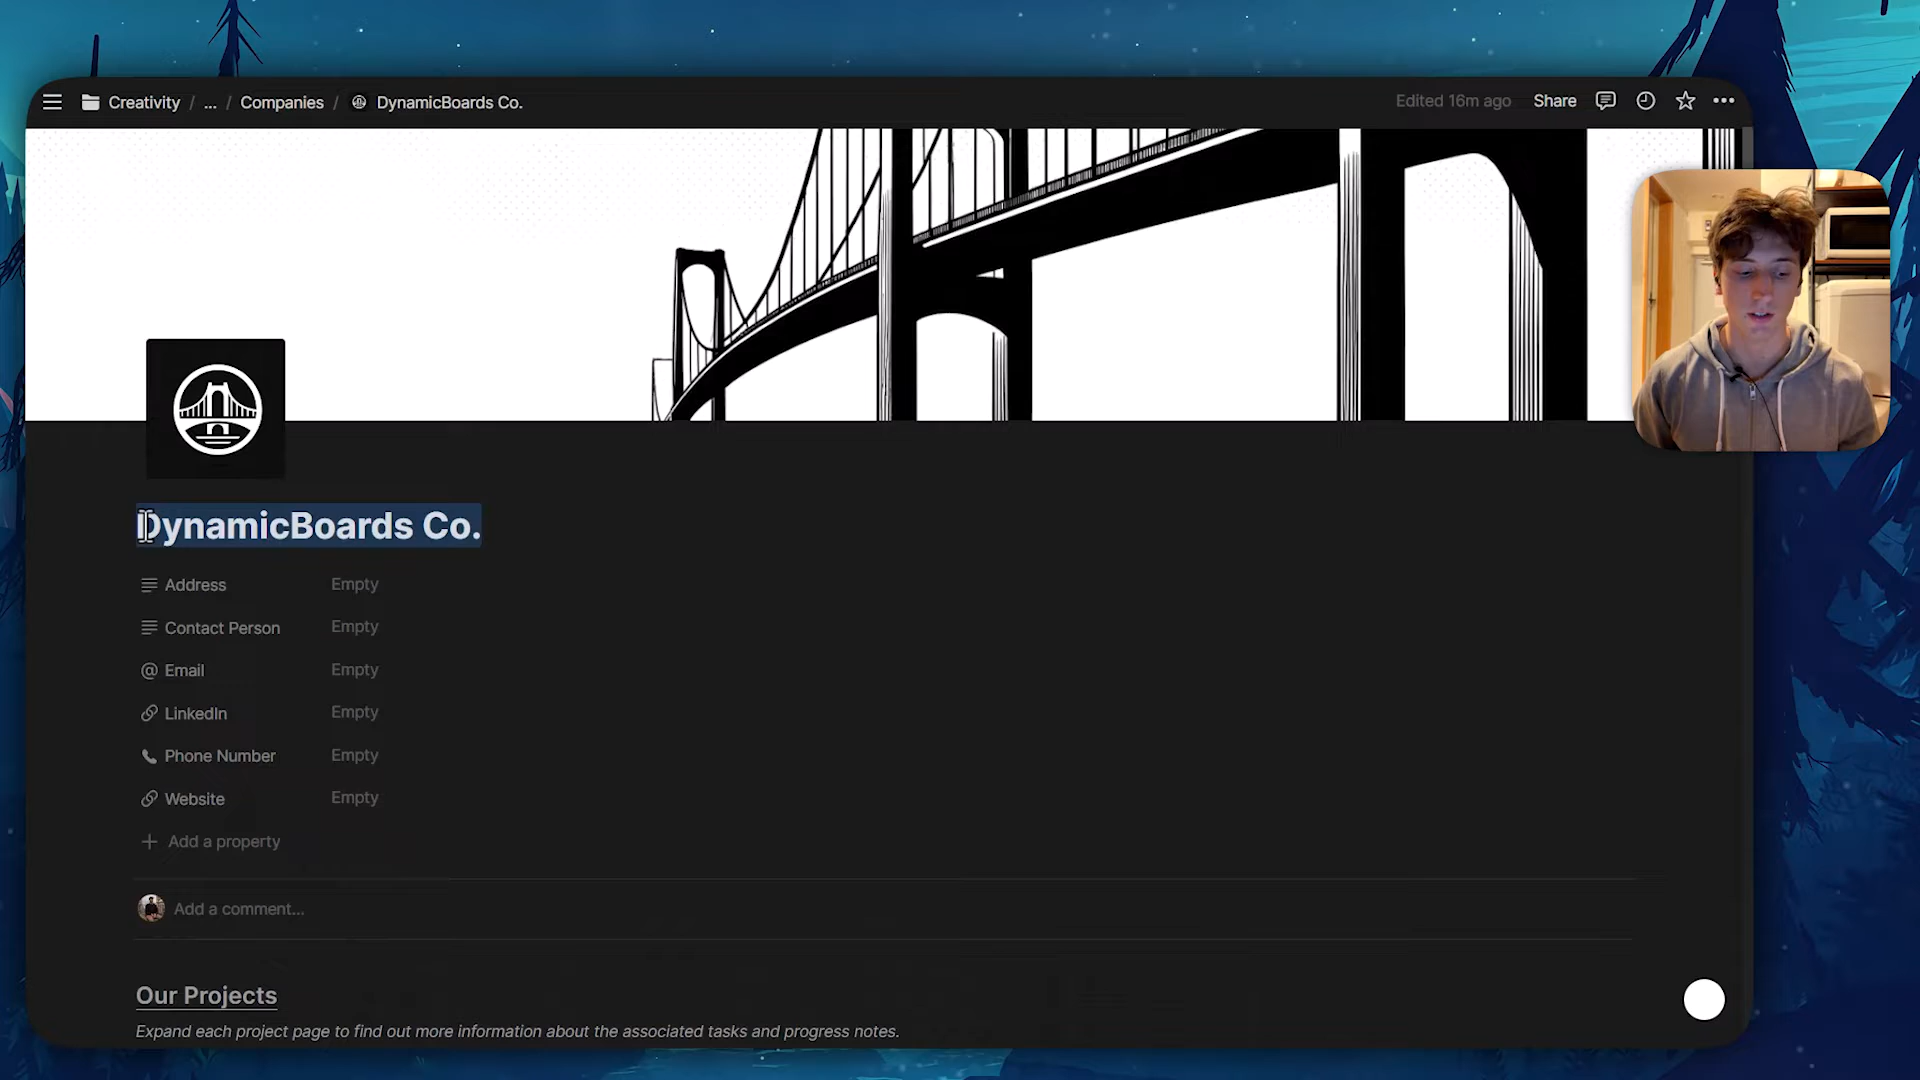 Creativity / ... / Companies / DynamicBoards Co.
Edited 16m ago Share
DynamicBoards Co.
Address Empty
Contact Person Empty
Email Empty
LinkedIn Empty
Phone Number Empty
Website Empty
Add a property
Add a comment...
Our Projects
Expand each project page to find out more information about the associated tasks and progress notes.